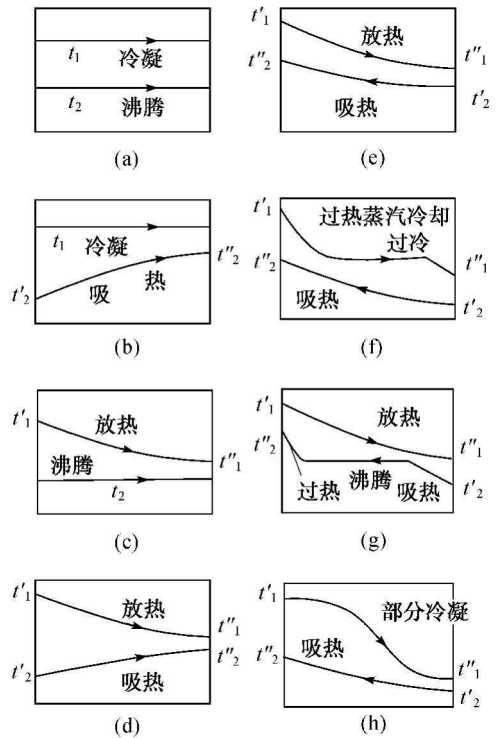 t₁ 冷凝
t₂ 沸腾
(a)
t′₁ 放热 t″₁
t″₂ 吸热 t′₂
(e)
t₁ 冷凝
t″₂
吸 热
t′₂
(b)
t′₁ 过热蒸汽冷却
过冷
t″₂ t″₁
吸热 t′₂
(f)
t′₁ 放热
t″₁
沸腾
t₂
(c)
t′₁ 放热
t″₂ t″₁
过热 沸腾 吸热 t′₂
(g)
t′₁ 放热 t″₁
t″₂
t′₂ 吸热
(d)
t′₁ 部分冷凝
t″₂ 吸热 t″₁
t′₂
(h)